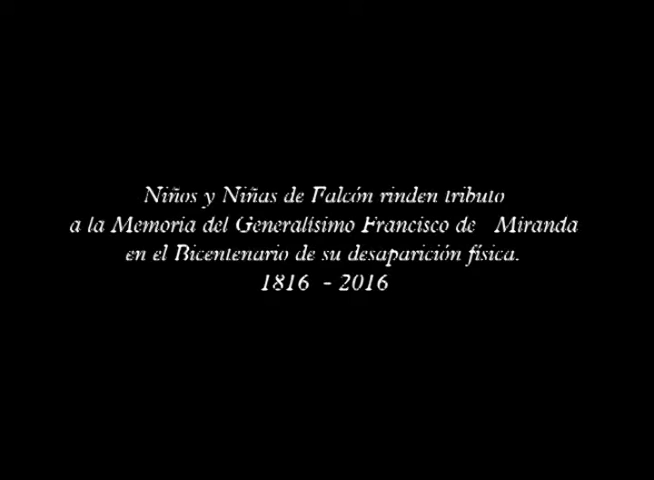 Niños y Niñas de Falcón rinden tributo
a la Memoria del Generalísimo Francisco de Miranda
en el Bicentenario de su desaparición física.
1816 - 2016